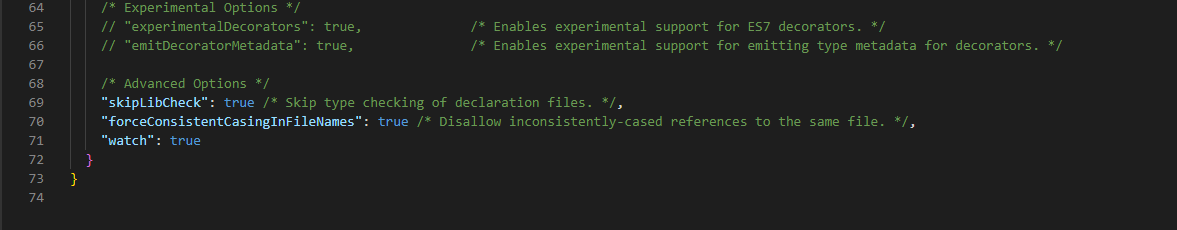 64 /* Experimental Options */
65 // "experimentalDecorators": true, /* Enables experimental support for ES7 decorators. */
66 // "emitDecoratorMetadata": true, /* Enables experimental support for emitting type metadata for decorators. */
67
68 /* Advanced Options */
69 "skipLibCheck": true /* Skip type checking of declaration files. */,
70 "forceConsistentCasingInFileNames": true /* Disallow inconsistently-cased references to the same file. */,
71 "watch": true
72 }
73 }
74